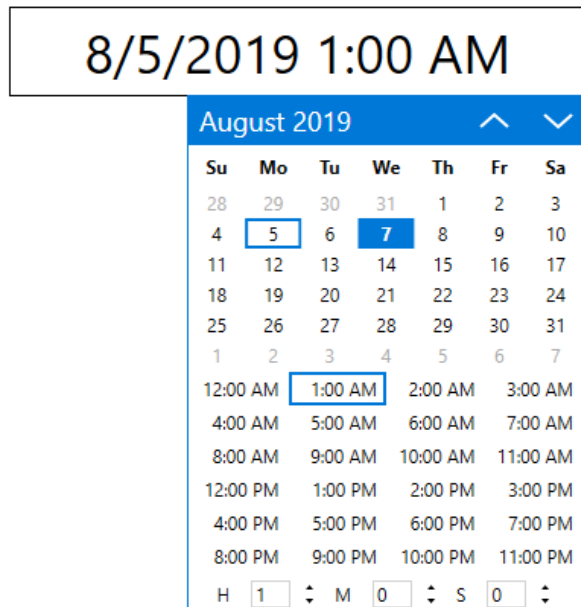 8/5/2019 1:00 AM
August 2019
Su Mo Tu We Th Fr Sa
28 29 30 31 1 2 3
4 5 6 7 8 9 10
11 12 13 14 15 16 17
18 19 20 21 22 23 24
25 26 27 28 29 30 31
1 2 3 4 5 6 7
12:00 AM 1:00 AM 2:00 AM 3:00 AM
4:00 AM 5:00 AM 6:00 AM 7:00 AM
8:00 AM 9:00 AM 10:00 AM 11:00 AM
12:00 PM 1:00 PM 2:00 PM 3:00 PM
4:00 PM 5:00 PM 6:00 PM 7:00 PM
8:00 PM 9:00 PM 10:00 PM 11:00 PM
H 1 M 0 S 0